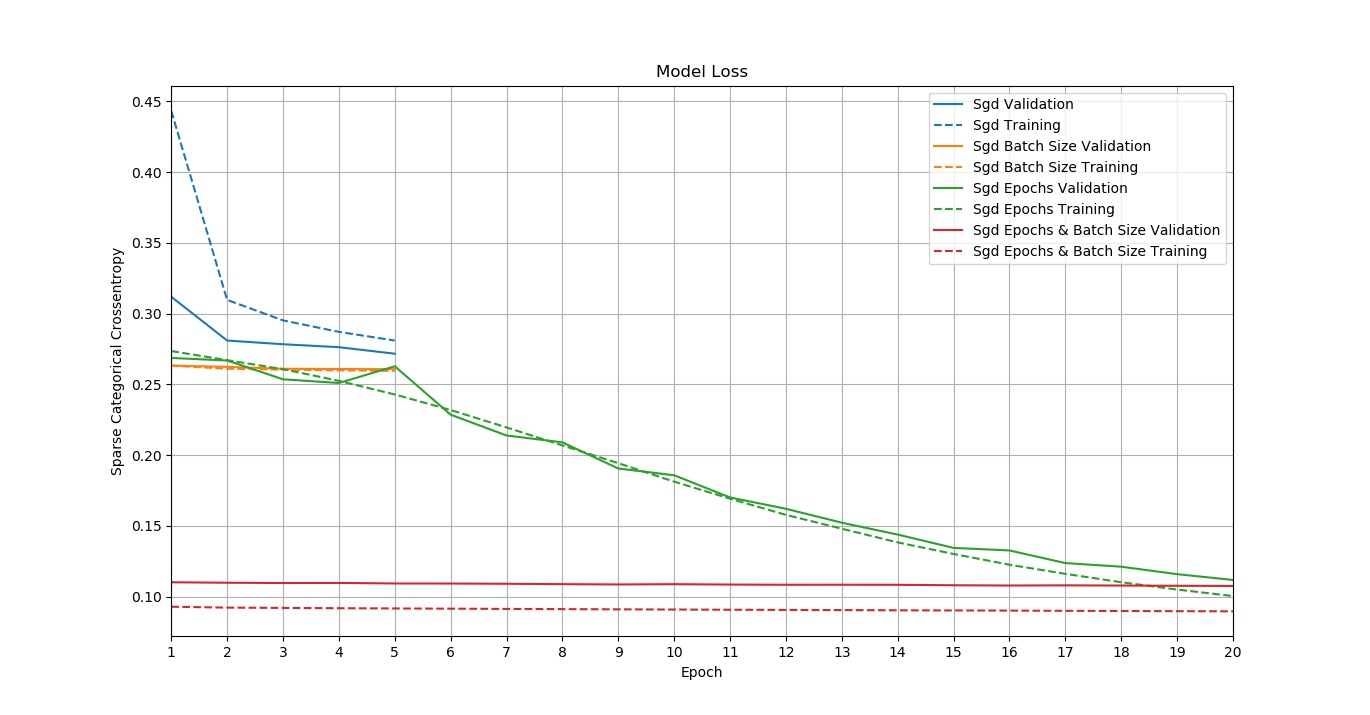 Model Loss
Sparse Categorical Crossentropy
0.45
0.40
0.35
0.30
0.25
0.20
0.15
0.10
Sgd Validation
Sgd Training
Sgd Batch Size Validation
Sgd Batch Size Training
Sgd Epochs Validation
Sgd Epochs Training
Sgd Epochs & Batch Size Validation
Sgd Epochs & Batch Size Training
1 2 3 4 5 6 7 8 9 10 11 12 13 14 15 16 17 18 19 20
Epoch